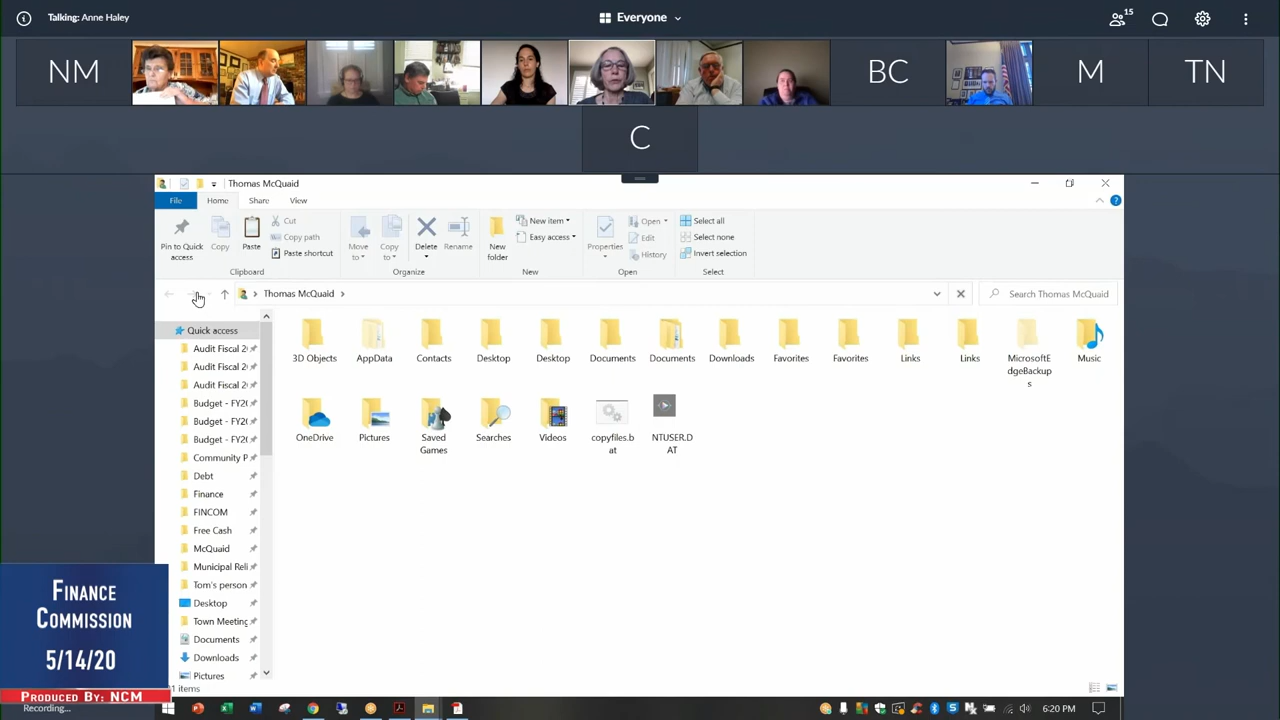 Talking: Anne Haley
Everyone
15
NM
BC
M
TN
C
Thomas McQuaid
File
Home
Share
View
Pin to Quick access
Copy
Paste
Cut
Copy path
Paste shortcut
Clipboard
Move to
Copy to
Delete
Rename
Organize
New folder
New item
Easy access
New
Properties
Open
Edit
History
Open
Select all
Select none
Invert selection
Select
Thomas McQuaid
Search Thomas McQuaid
Quick access
Audit Fiscal 2
Audit Fiscal 2
Audit Fiscal 2
Budget - FY20
Budget - FY20
Budget - FY20
Community P
Debt
Finance
FINCOM
Free Cash
McQuaid
Municipal Reli
Tom's person
Desktop
Town Meeting
Documents
Downloads
Pictures
3D Objects
AppData
Contacts
Desktop
Desktop
Documents
Documents
Downloads
Favorites
Favorites
Links
Links
MicrosoftE
dgeBackup
s
Music
OneDrive
Pictures
Saved
Games
Searches
Videos
copyfiles.b
at
NTUSER.D
AT
1 items
FINANCE
COMMISSION
5/14/20
PRODUCED BY: NCM
Recording...
6:20 PM